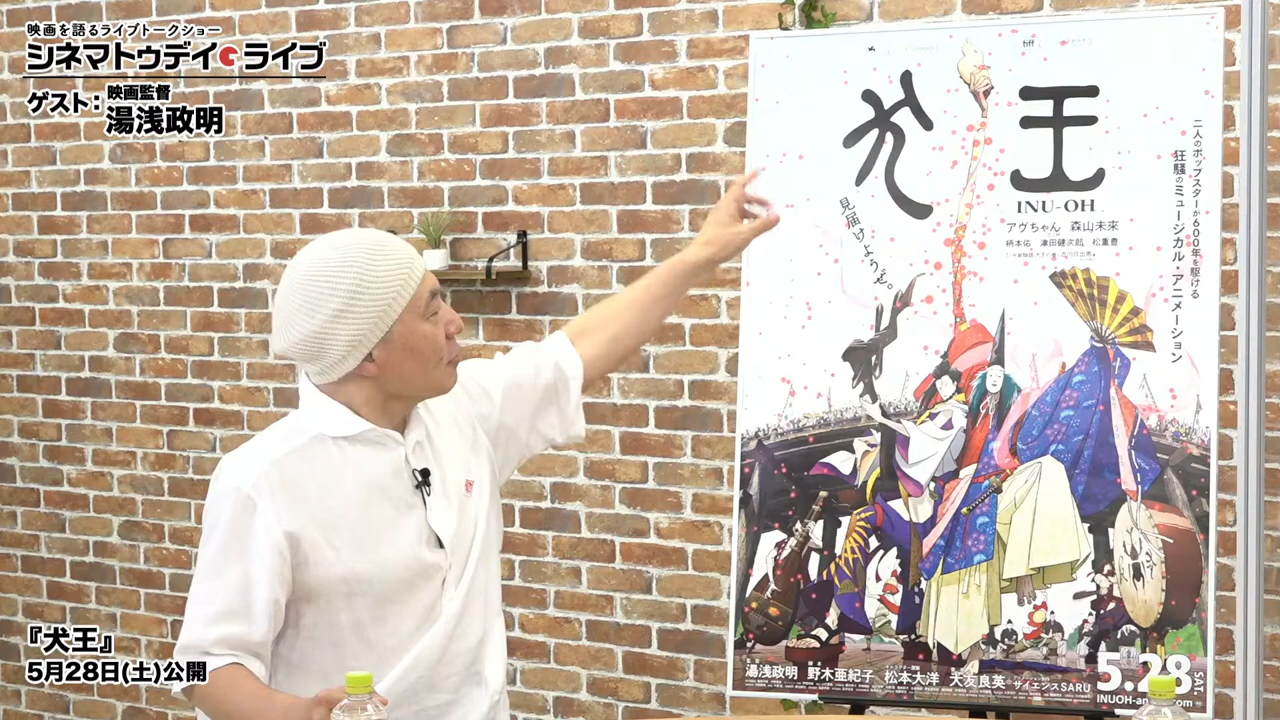 映画を語るライブトークショー
シネマトゥデイライブ
ゲスト:映画監督
湯浅政明
tiff
犬王
INU-OH
アヴちゃん 森山未來
柄本佑 津田健次郎 松重豊
二人のポップスターが600年を駆ける
狂騒のミュージカル・アニメーション
見届けようぜ。
湯浅政明 野木亜紀子 松本大洋 大友良英 サイエンスSARU
5.28 SAT.
『犬王』
5月28日(土)公開